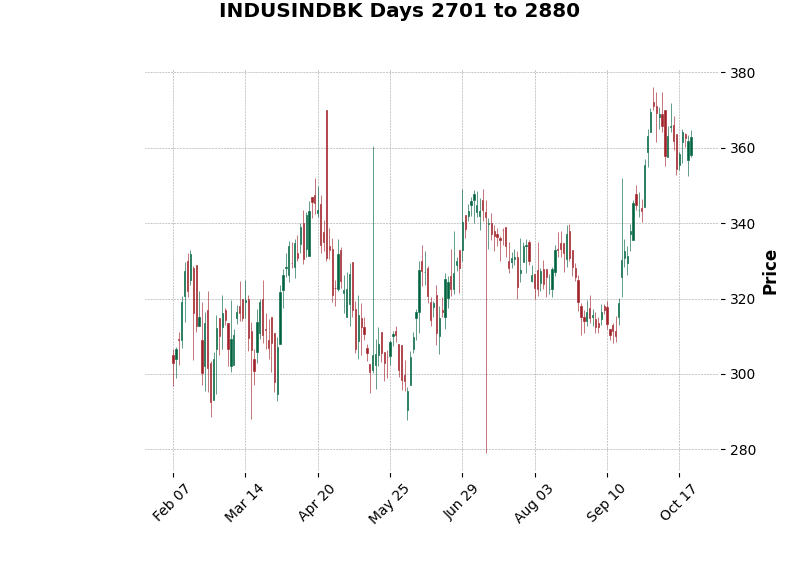 INDUSINDBK Days 2701 to 2880
380
360
340
320
300
280
Price
Feb 07
Mar 14
Apr 20
May 25
Jun 29
Aug 03
Sep 10
Oct 17